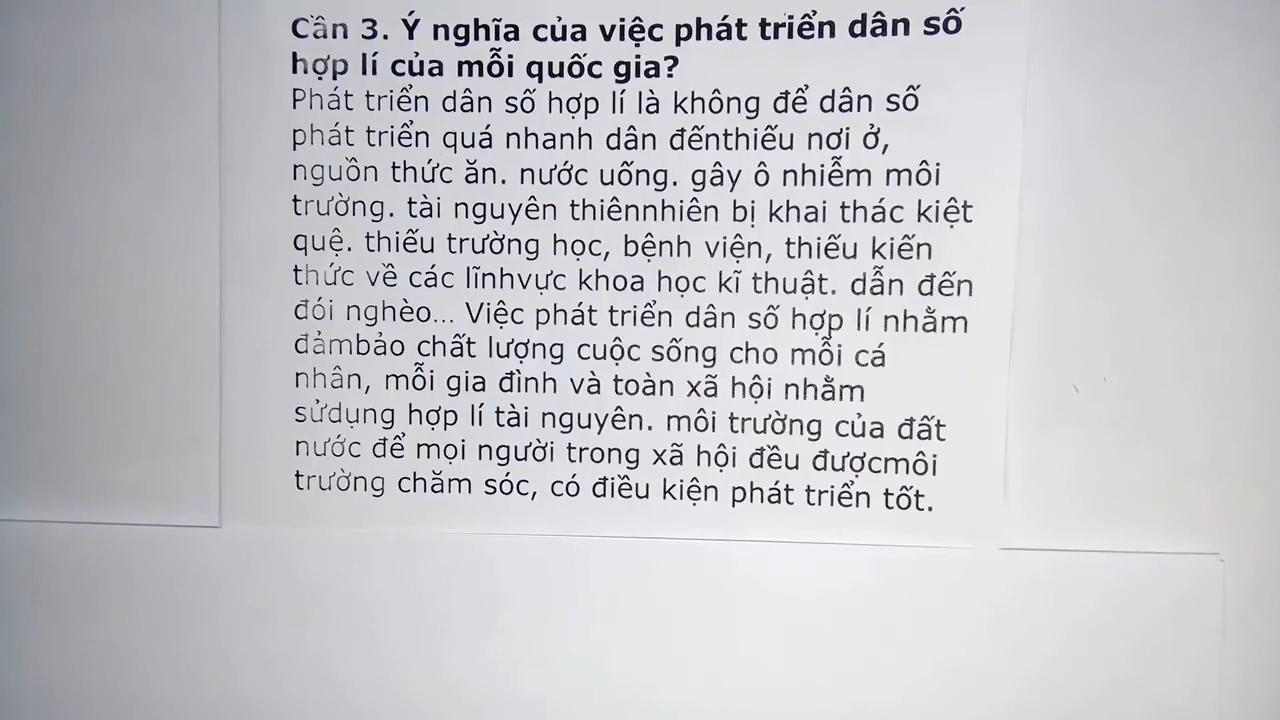 Cần 3. Ý nghĩa của việc phát triển dân số
hợp lí của mỗi quốc gia?
Phát triển dân số hợp lí là không để dân số
phát triển quá nhanh dân đếnthiếu nơi ở,
nguồn thức ăn. nước uống. gây ô nhiễm môi
trường. tài nguyên thiênnhiên bị khai thác kiệt
quệ. thiếu trường học, bệnh viện, thiếu kiến
thức về các lĩnhvực khoa học kĩ thuật. dẫn đến
đói nghèo... Việc phát triển dân số hợp lí nhằm
đảmbảo chất lượng cuộc sống cho mỗi cá
nhân, mỗi gia đình và toàn xã hội nhằm
sửdụng hợp lí tài nguyên. môi trường của đất
nước để mọi người trong xã hội đều đượcmôi
trường chăm sóc, có điều kiện phát triển tốt.